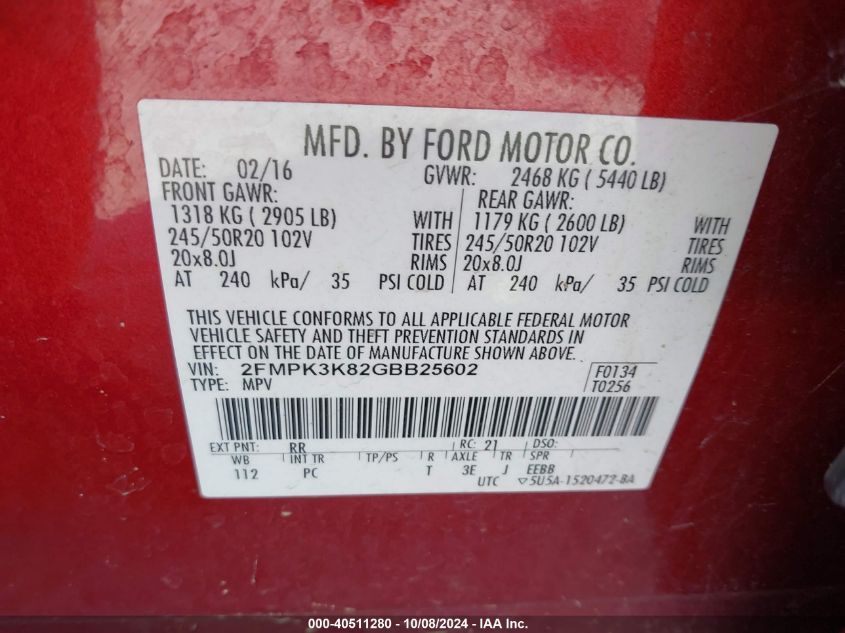 MFD. BY FORD MOTOR CO.
DATE: 02/16 GVWR: 2468 KG ( 5440 LB)
FRONT GAWR: REAR GAWR:
1318 KG ( 2905 LB) WITH 1179 KG ( 2600 LB) WITH
245/50R20 102V TIRES 245/50R20 102V TIRES
20x8.0J RIMS 20x8.0J RIMS
AT 240 kPa/ 35 PSI COLD AT 240 kPa/ 35 PSI COLD
THIS VEHICLE CONFORMS TO ALL APPLICABLE FEDERAL MOTOR
VEHICLE SAFETY AND THEFT PREVENTION STANDARDS IN
EFFECT ON THE DATE OF MANUFACTURE SHOWN ABOVE.
VIN: 2FMPK3K82GBB25602 F0134
TYPE: MPV T0256
EXT PNT: RR RC: 21 DSO:
WB INT TR TP/PS R AXLE TR SPR
112 PC T 3E J EEBB
UTC ▽5U5A-1520472-BA
000-40511280 - 10/08/2024 - WWW.IAAI.COM